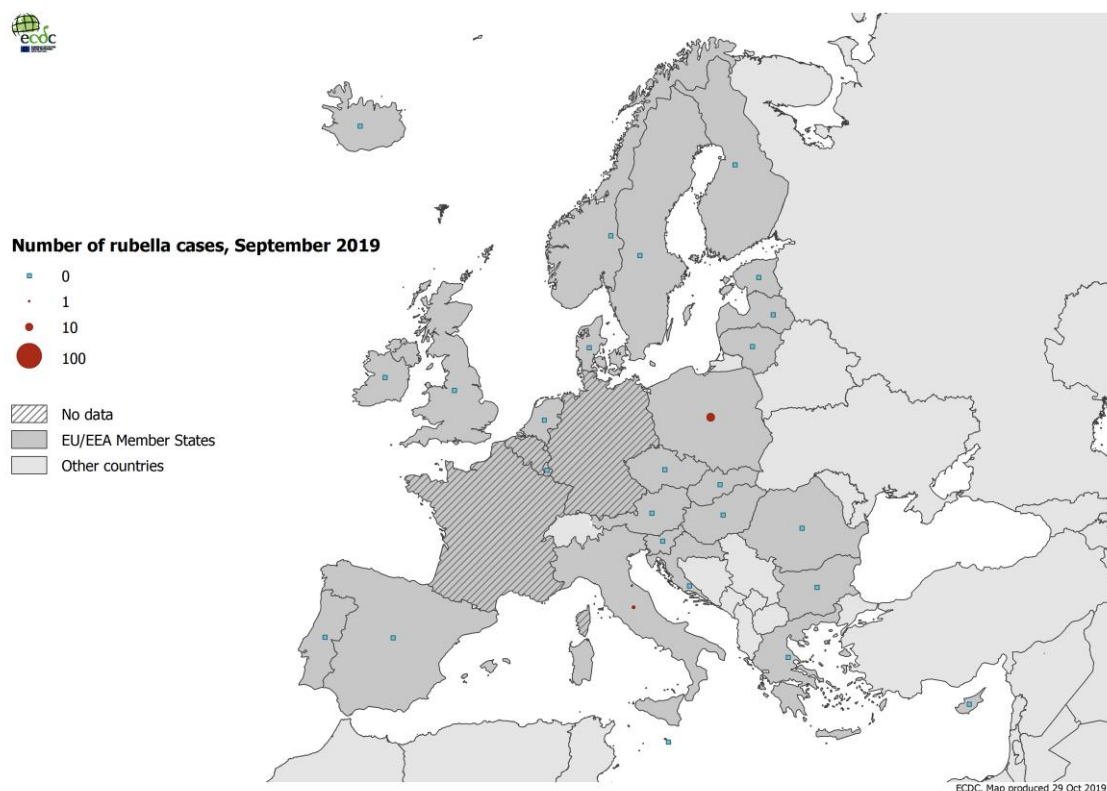 ecdc
Number of rubella cases, September 2019
0
1
10
100
No data
EU/EEA Member States
Other countries
ECDC. Map produced 29 Oct 2019